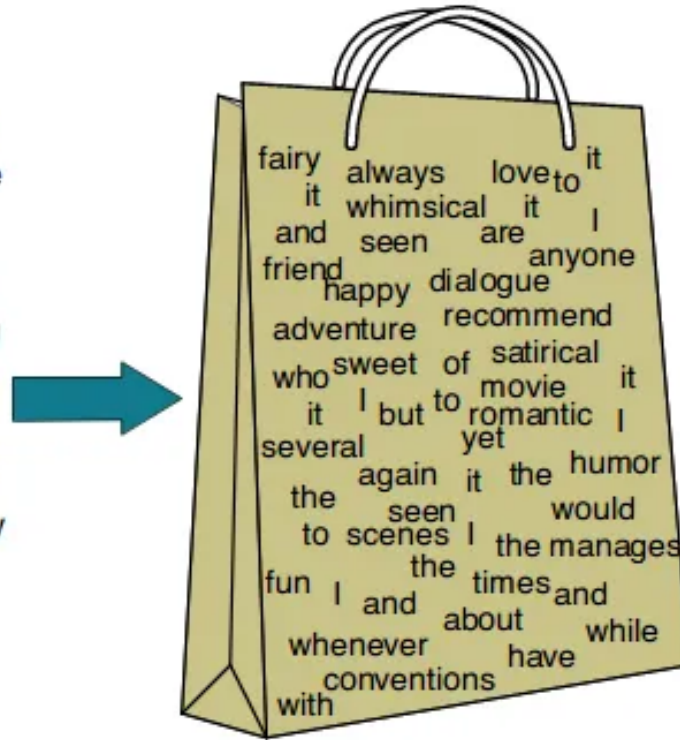 fairy always love to it
it whimsical it I
and seen are anyone
friend happy dialogue
adventure recommend
who sweet of satirical it
it I but to movie romantic I
several yet
again it the humor
the seen would
to scenes I the manages
fun I and the times and
about while
whenever have
conventions
with